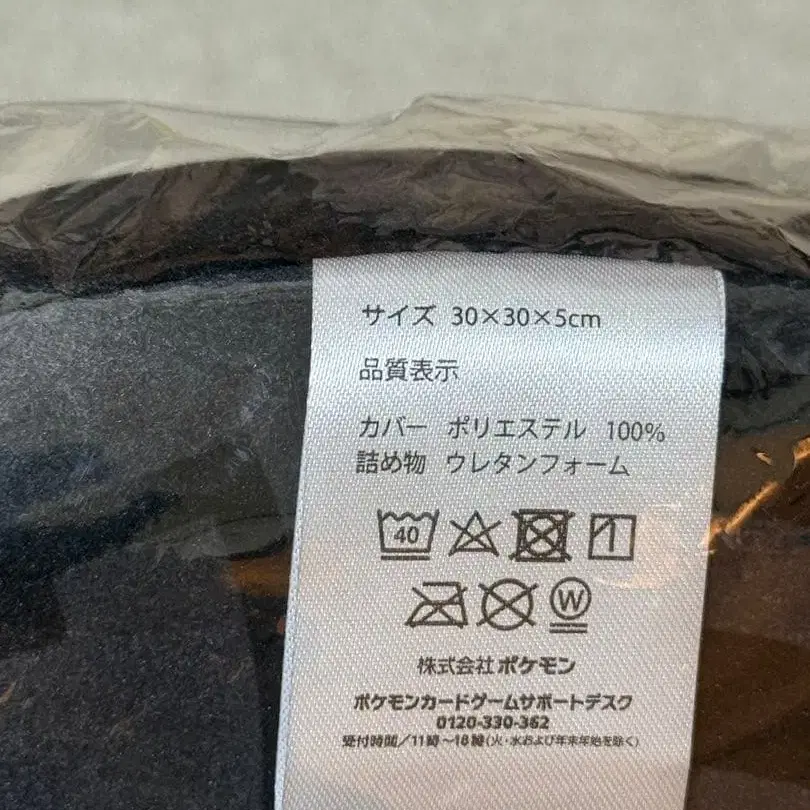 サイズ 30×30×5cm
品質表示
カバー ポリエステル 100%
詰め物 ウレタンフォーム
40
W
株式会社ポケモン
ポケモンカードゲームサポートデスク
0120-330-362
受付時間/11時〜18時(火・水および年末年始を除く)